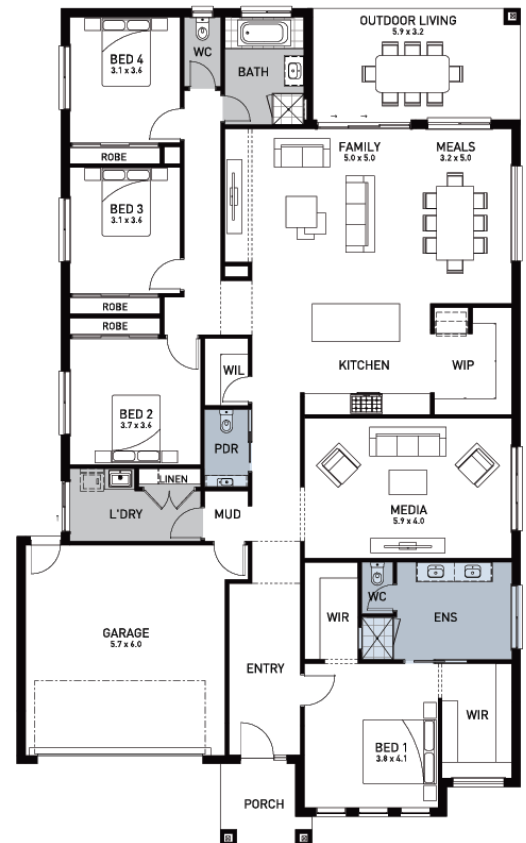 OUTDOOR LIVING
5.9 x 3.2
WC
BED 4
3.1 x 3.6
BATH
ROBE
FAMILY
5.0 x 5.0
MEALS
3.2 x 5.0
BED 3
3.1 x 3.6
ROBE
ROBE
KITCHEN
WIP
WIL
BED 2
3.7 x 3.6
PDR
LINEN
L'DRY
MUD
MEDIA
5.9 x 4.0
WC
ENS
WIR
GARAGE
5.7 x 6.0
ENTRY
WIR
BED 1
3.8 x 4.1
PORCH